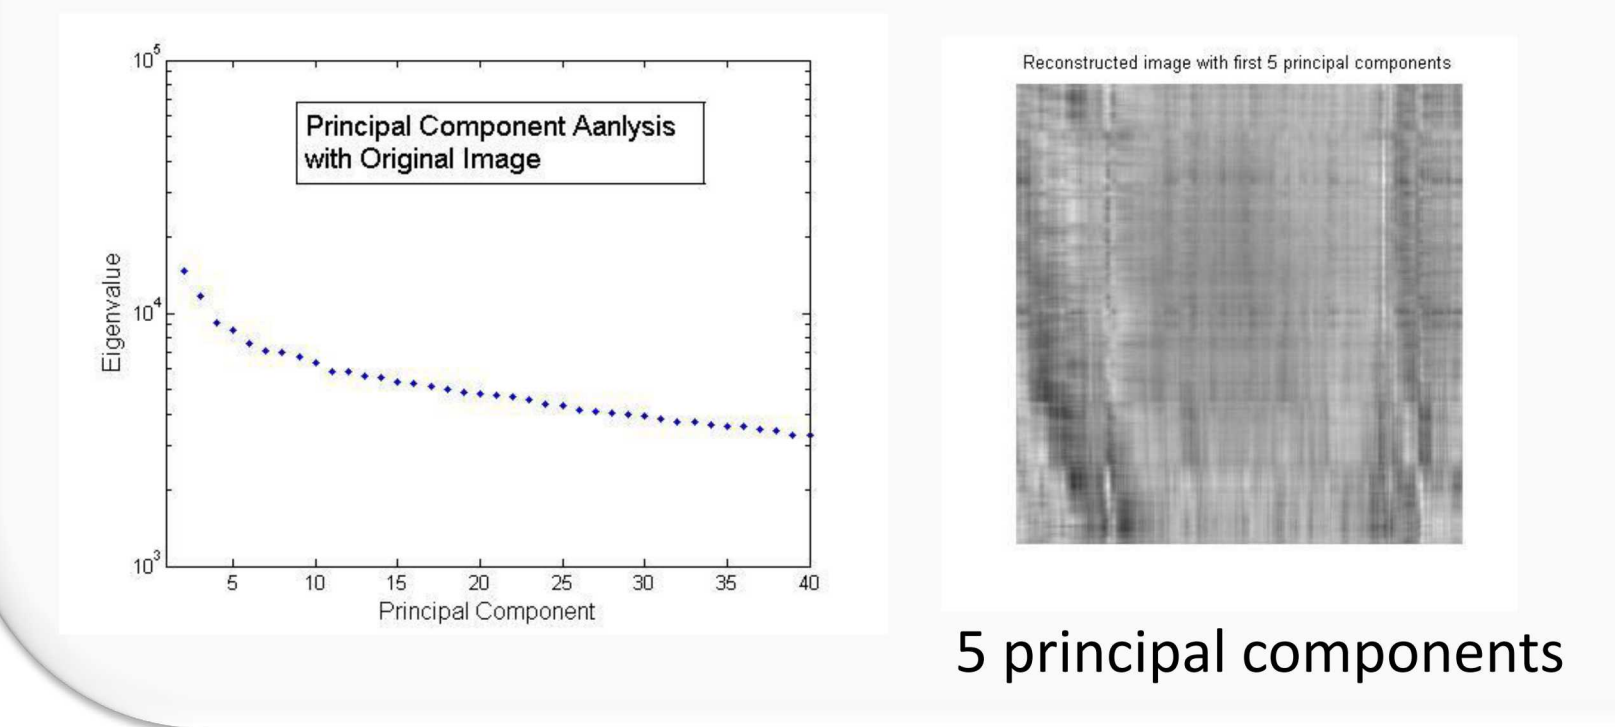 10^5
Principal Component Aanlysis
with Original Image
Eigenvalue
10^4
10^3
5 10 15 20 25 30 35 40
Principal Component
Reconstructed image with first 5 principal components
5 principal components